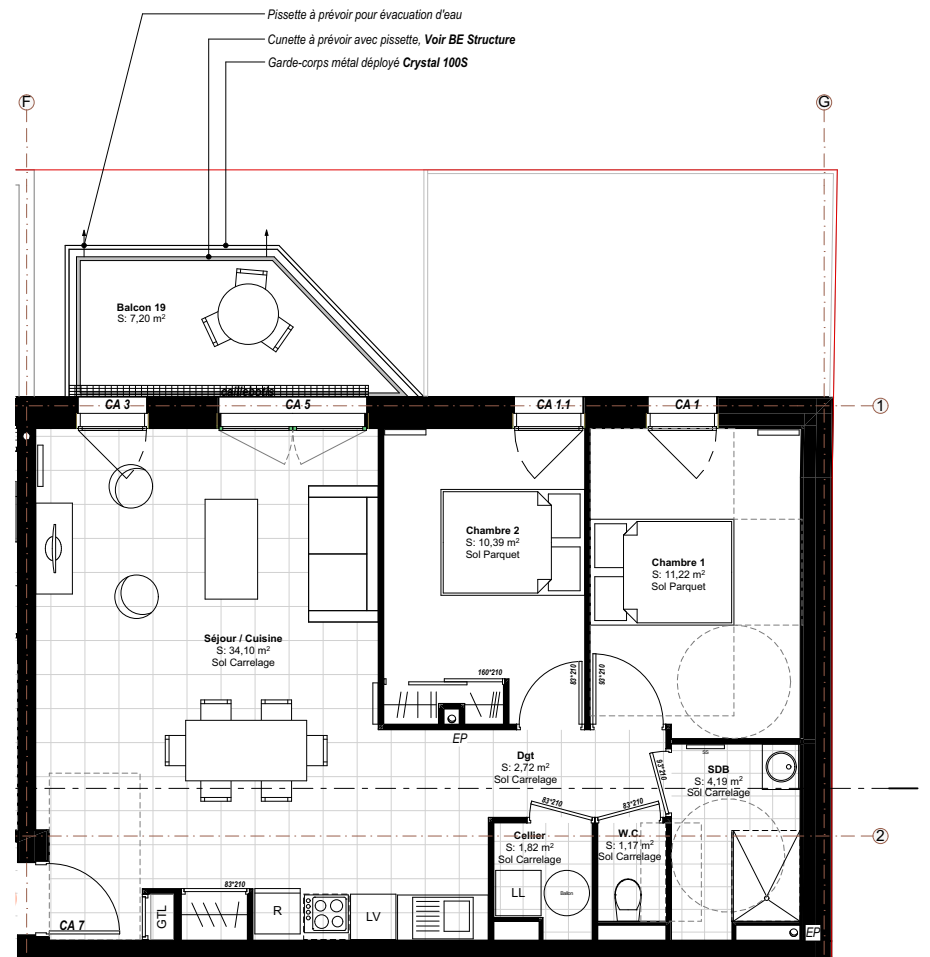 Pissette à prévoir pour évacuation d'eau
Cunette à prévoir avec pissette, Voir BE Structure
Garde-corps métal déployé Crystal 100S
F
G
Balcon 19
S: 7,20 m²
caillebotis
CA 3
CA 5
CA 1.1
CA 1
1
Chambre 2
S: 10,39 m²
Sol Parquet
Chambre 1
S: 11,22 m²
Sol Parquet
Séjour / Cuisine
S: 34,10 m²
Sol Carrelage
160*210
83*210
93*210
EP
Dgt
S: 2,72 m²
Sol Carrelage
SS
SDB
S: 4,19 m²
Sol Carrelage
93*210
83*210
83*210
Cellier
S: 1,82 m²
Sol Carrelage
W.C.
S: 1,17 m²
Sol Carrelage
2
LL
Ballon
83*210
CA 7
GTL
R
LV
EP